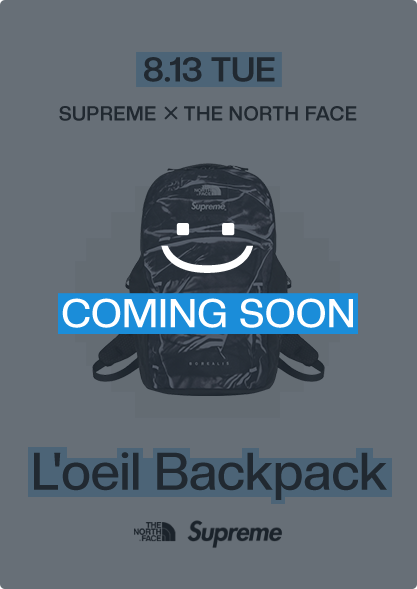 8.13 TUE
SUPREME × THE NORTH FACE
THE
NORTH
FACE
Supreme
COMING SOON
BOREALIS
L'oeil Backpack
THE
NORTH
FACE
Supreme